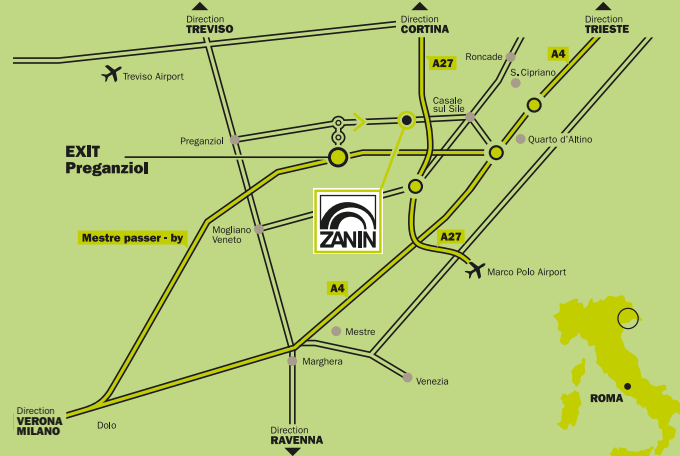 Direction
TREVISO
Direction
CORTINA
Direction
TRIESTE
A27
A4
Roncade
S. Cipriano
Treviso Airport
Casale
sul Sile
Preganziol
Quarto d'Altino
EXIT
Preganziol
ZANIN
Mogliano
Veneto
Mestre passer - by
A27
Marco Polo Airport
A4
Mestre
Marghera
Venezia
ROMA
Direction
VERONA
MILANO
Dolo
Direction
RAVENNA